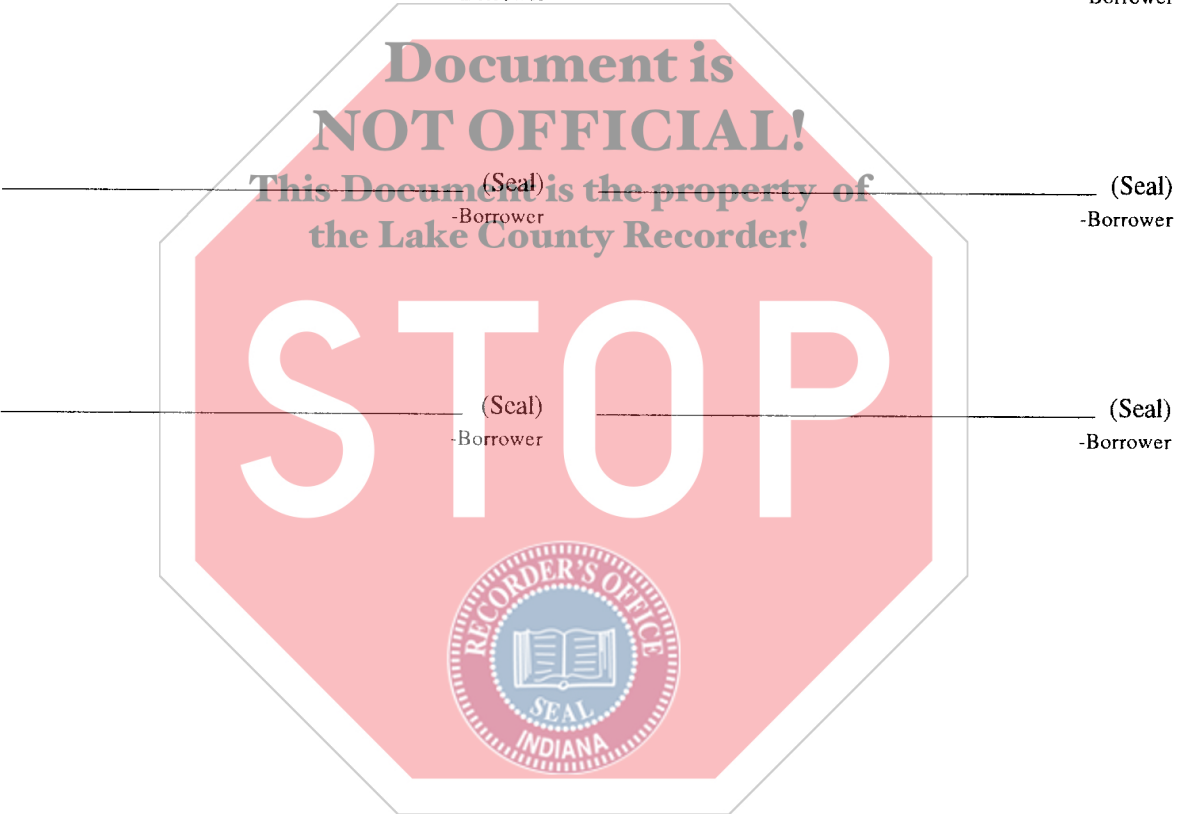 -Borrower
Document is
NOT OFFICIAL!
This Document is the property of
the Lake County Recorder!
(Seal)
-Borrower
(Seal)
-Borrower
STOP
(Seal)
-Borrower
(Seal)
-Borrower
RECORDER'S OFFICE
SEAL
INDIANA